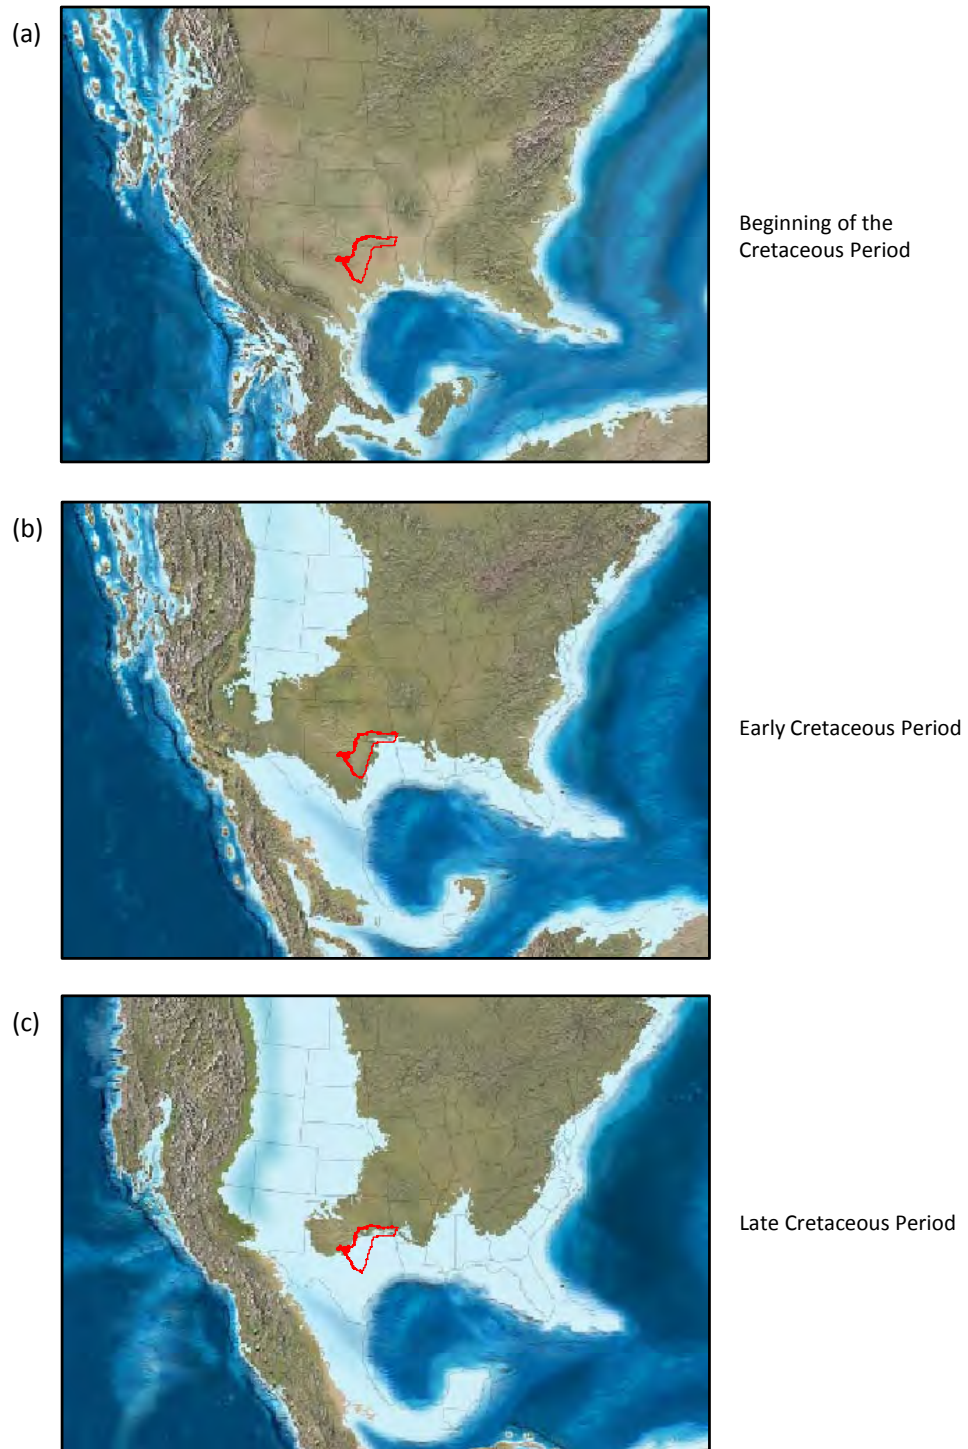 (a)
Beginning of the
Cretaceous Period
(b)
Early Cretaceous Period
(c)
Late Cretaceous Period